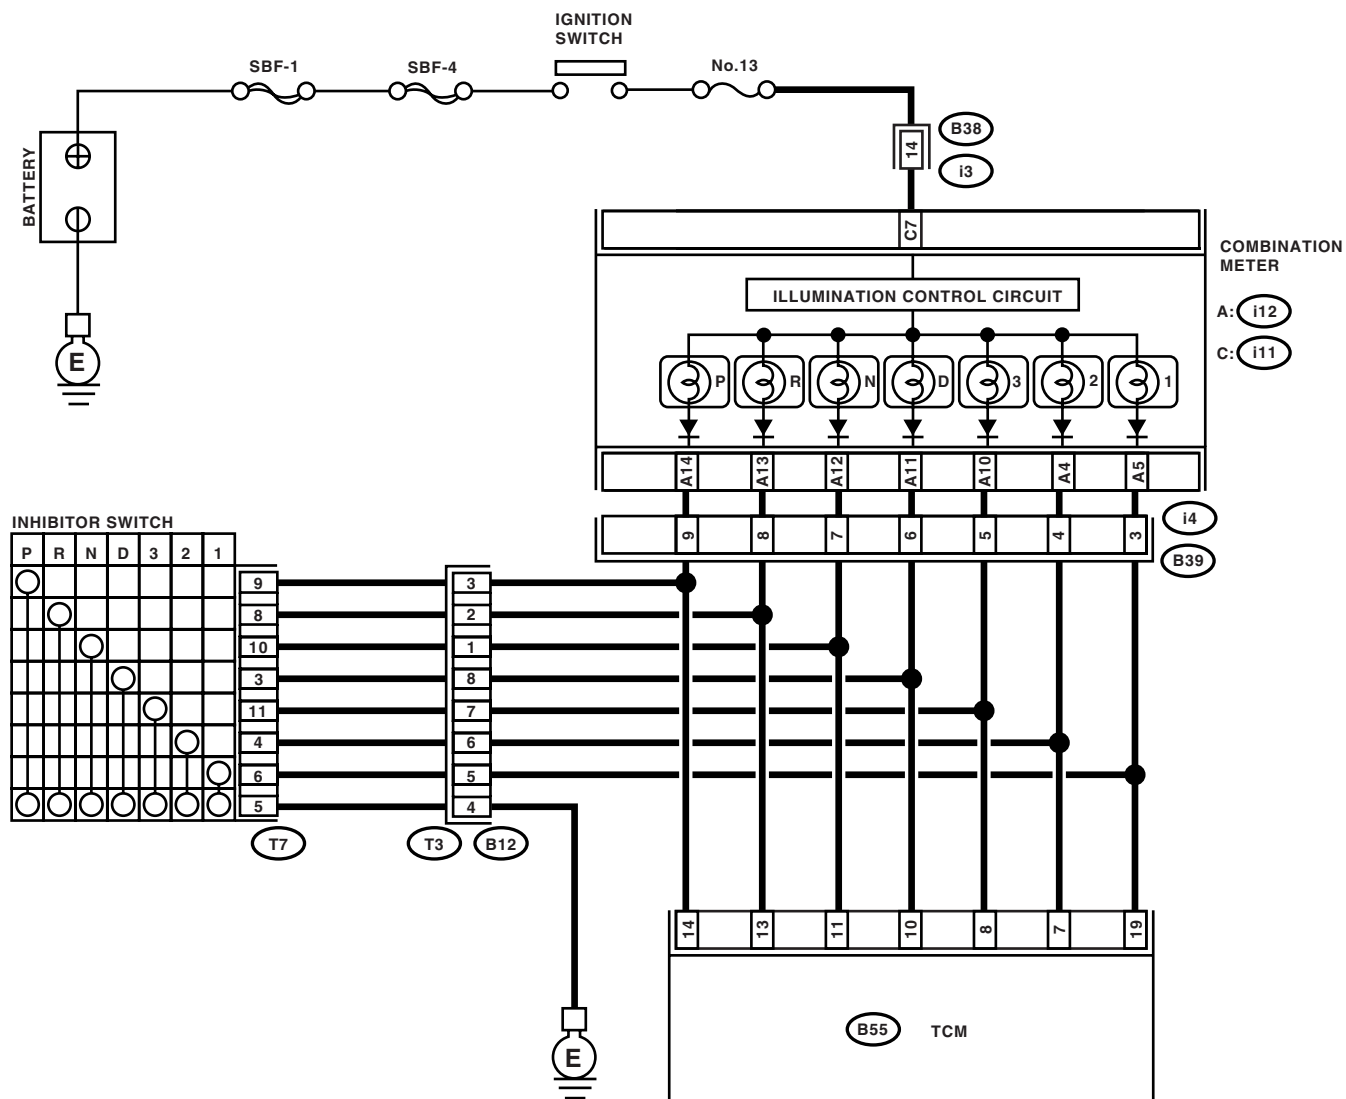 IGNITION
SWITCH
SBF-1
SBF-4
No.13
BATTERY
14
B38
i3
C7
COMBINATION
METER
ILLUMINATION CONTROL CIRCUIT
A: i12
C: i11
P R N D 3 2 1
A14 A13 A12 A11 A10 A4 A5
E
i4
9 8 7 6 5 4 3
B39
INHIBITOR SWITCH
P R N D 3 2 1
9 3
8 2
10 1
3 8
11 7
4 6
6 5
5 4
T7 T3 B12
14 13 11 10 8 7 19
B55 TCM
E